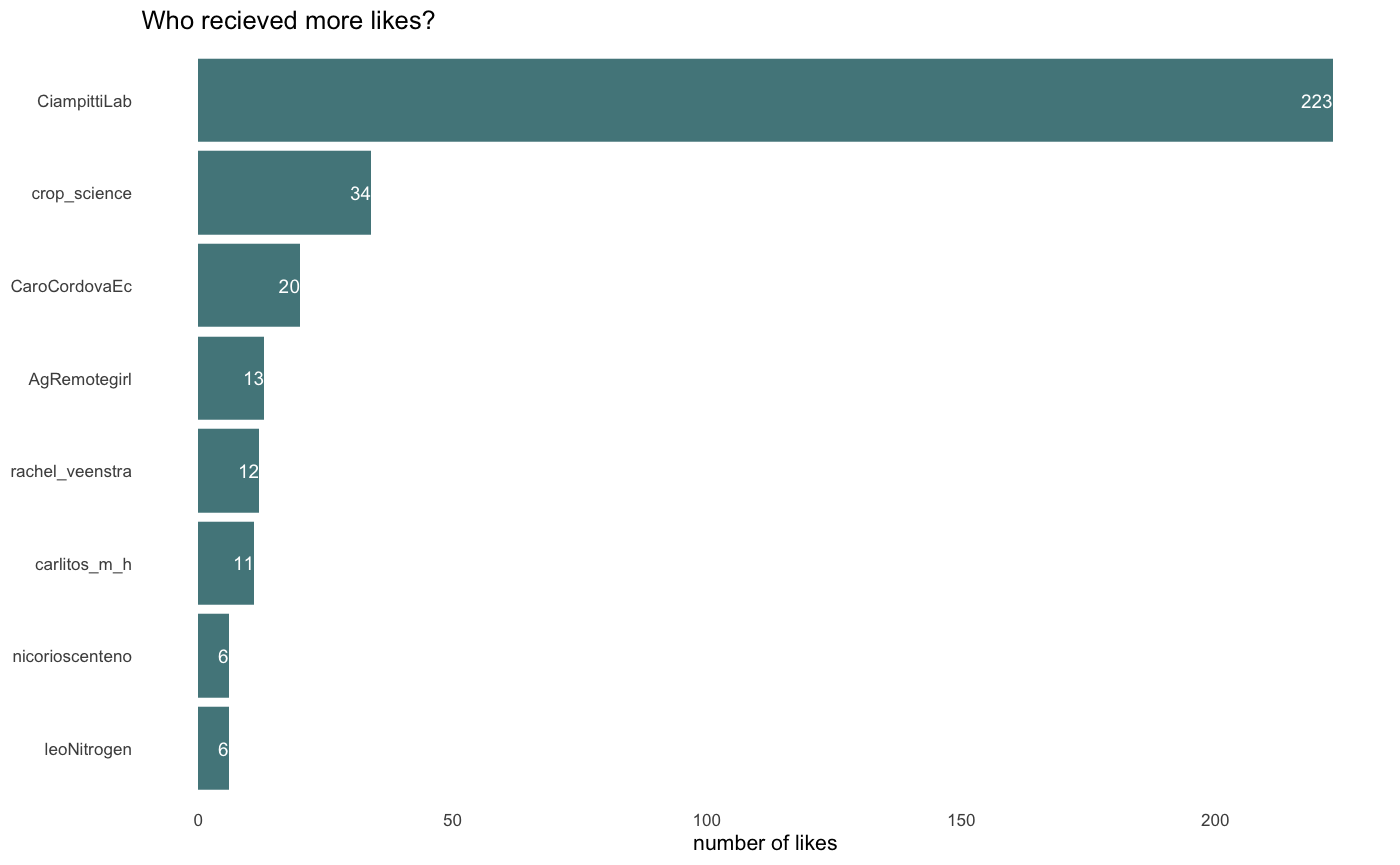 Who recieved more likes?
CiampittiLab
223
crop_science
34
CaroCordovaEc
20
AgRemotegirl
13
rachel_veenstra
12
carlitos_m_h
11
nicorioscenteno
6
leoNitrogen
6
0 50 100 150 200
number of likes